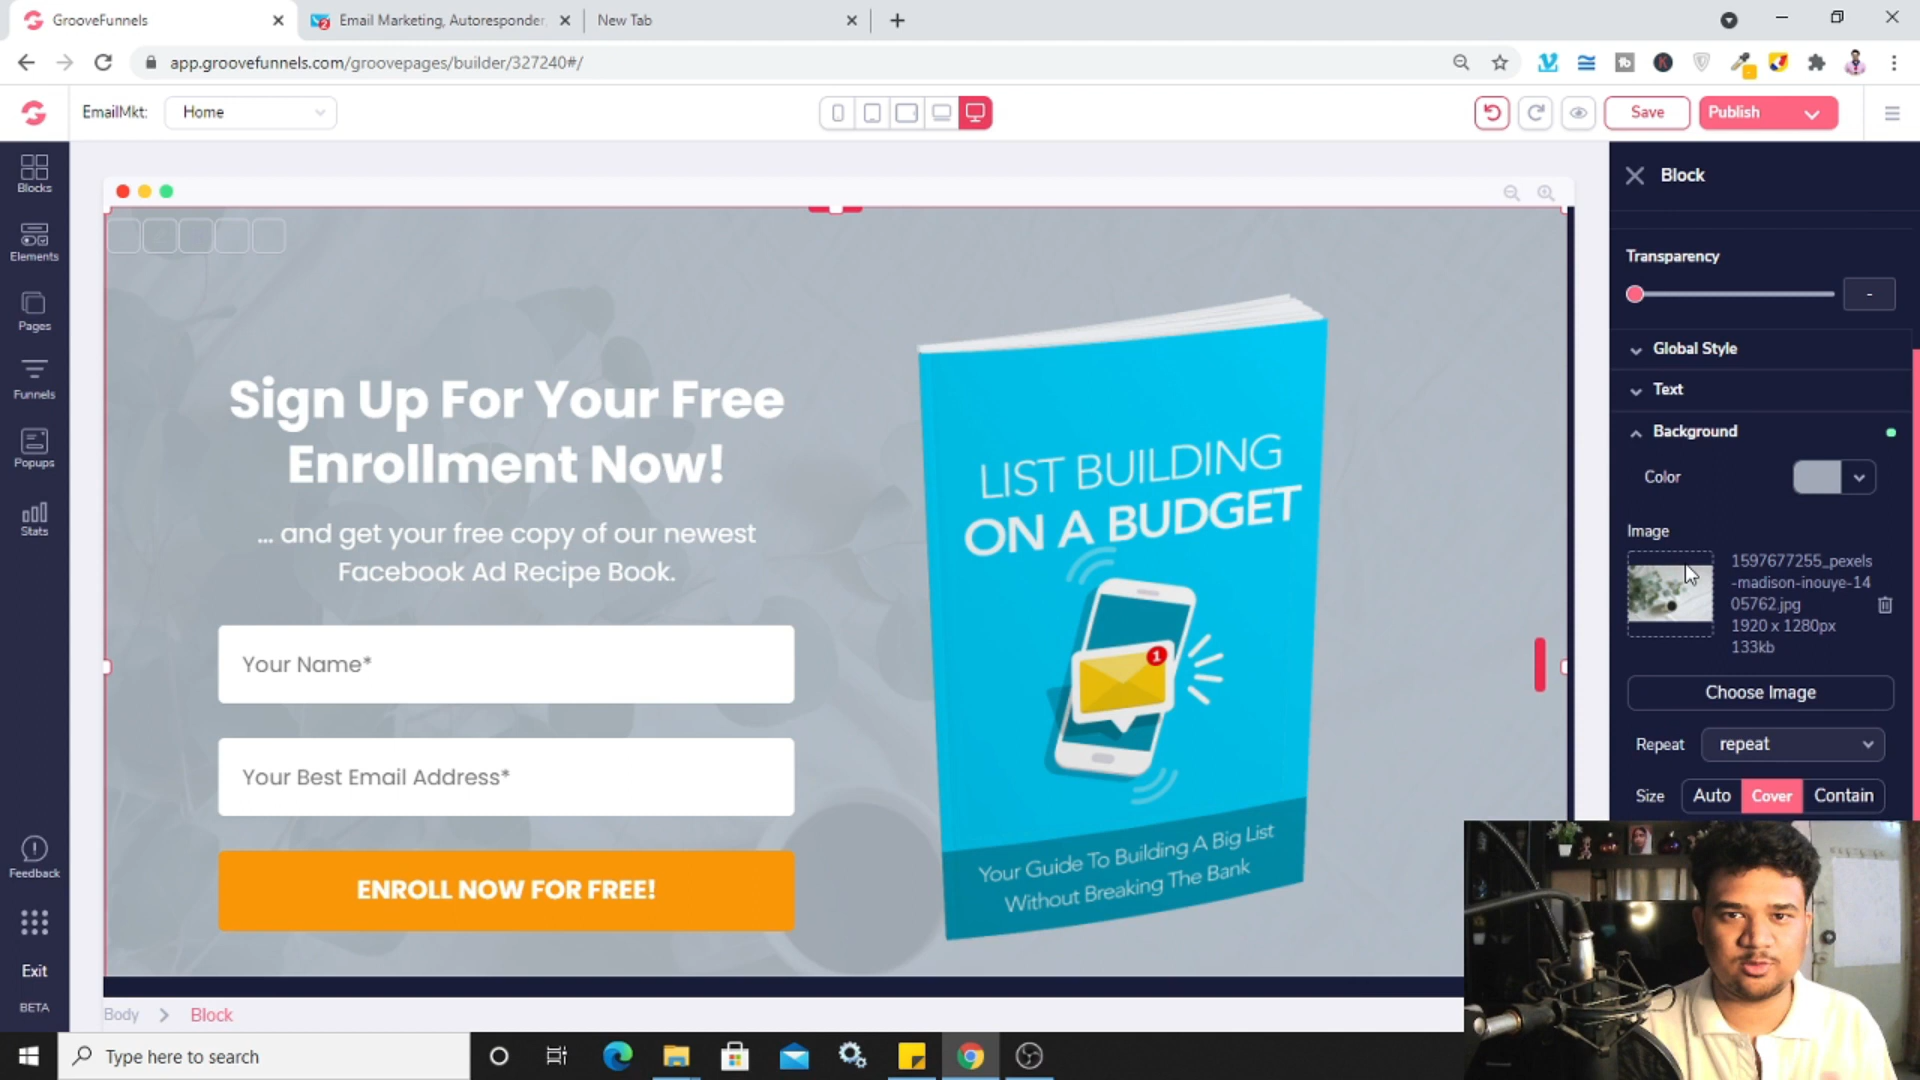 GrooveFunnels
Email Marketing, Autoresponder,
New Tab
app.groovefunnels.com/groovepages/builder/327240#/
EmailMkt:
Home
Save
Publish
Blocks
Elements
Pages
Funnels
Popups
Stats
Feedback
Exit
BETA
Sign Up For Your Free
Enrollment Now!
... and get your free copy of our newest
Facebook Ad Recipe Book.
Your Name*
Your Best Email Address*
ENROLL NOW FOR FREE!
LIST BUILDING
ON A BUDGET
1
Your Guide To Building A Big List
Without Breaking The Bank
Block
Transparency
-
Global Style
Text
Background
Color
Image
1597677255_pexels
-madison-inouye-14
05762.jpg
1920 x 1280px
133kb
Choose Image
Repeat
repeat
Size
Auto
Cover
Contain
Body
Block
Type here to search